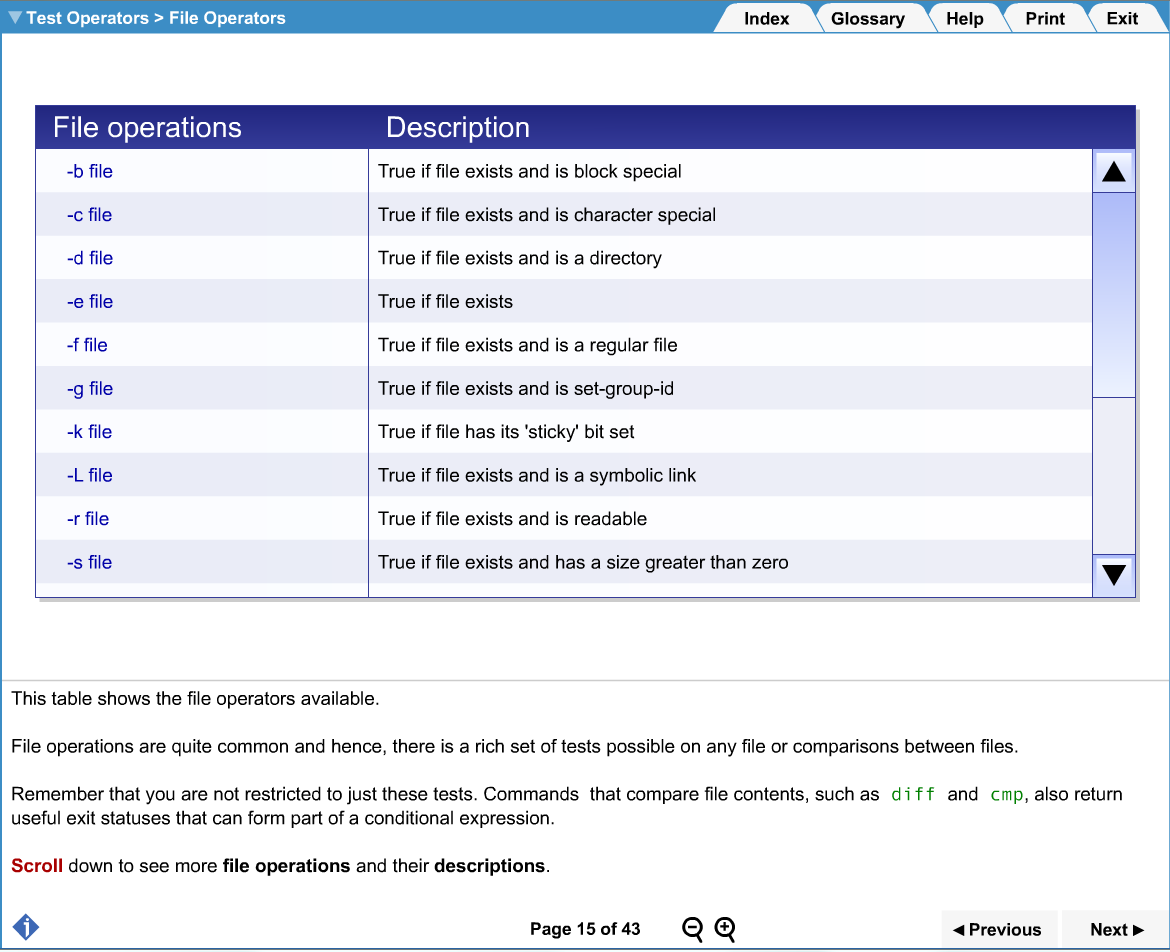 Test Operators > File Operators
Index Glossary Help Print Exit
File operations Description
-b file True if file exists and is block special
-c file True if file exists and is character special
-d file True if file exists and is a directory
-e file True if file exists
-f file True if file exists and is a regular file
-g file True if file exists and is set-group-id
-k file True if file has its 'sticky' bit set
-L file True if file exists and is a symbolic link
-r file True if file exists and is readable
-s file True if file exists and has a size greater than zero
This table shows the file operators available.
File operations are quite common and hence, there is a rich set of tests possible on any file or comparisons between files.
Remember that you are not restricted to just these tests. Commands that compare file contents, such as diff and cmp, also return
useful exit statuses that can form part of a conditional expression.
Scroll down to see more file operations and their descriptions.
i
Page 15 of 43
Previous
Next